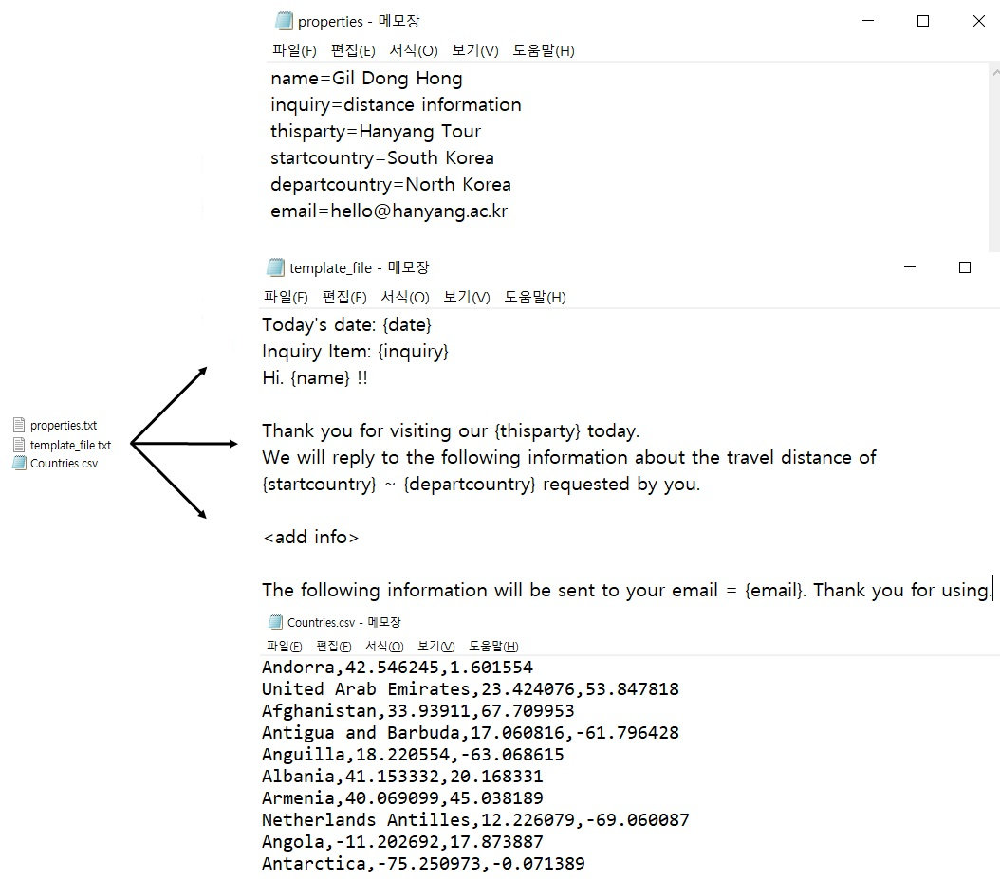 properties - 메모장
파일(F) 편집(E) 서식(O) 보기(V) 도움말(H)
name=Gil Dong Hong
inquiry=distance information
thisparty=Hanyang Tour
startcountry=South Korea
departcountry=North Korea
email=hello@hanyang.ac.kr
template_file - 메모장
파일(F) 편집(E) 서식(O) 보기(V) 도움말(H)
Today's date: {date}
Inquiry Item: {inquiry}
Hi. {name} !!
Thank you for visiting our {thisparty} today.
We will reply to the following information about the travel distance of
{startcountry} ~ {departcountry} requested by you.
<add info>
The following information will be sent to your email = {email}. Thank you for using.
properties.txt
template_file.txt
Countries.csv
Countries.csv - 메모장
파일(F) 편집(E) 서식(O) 보기(V) 도움말(H)
Andorra,42.546245,1.601554
United Arab Emirates,23.424076,53.847818
Afghanistan,33.93911,67.709953
Antigua and Barbuda,17.060816,-61.796428
Anguilla,18.220554,-63.068615
Albania,41.153332,20.168331
Armenia,40.069099,45.038189
Netherlands Antilles,12.226079,-69.060087
Angola,-11.202692,17.873887
Antarctica,-75.250973,-0.071389